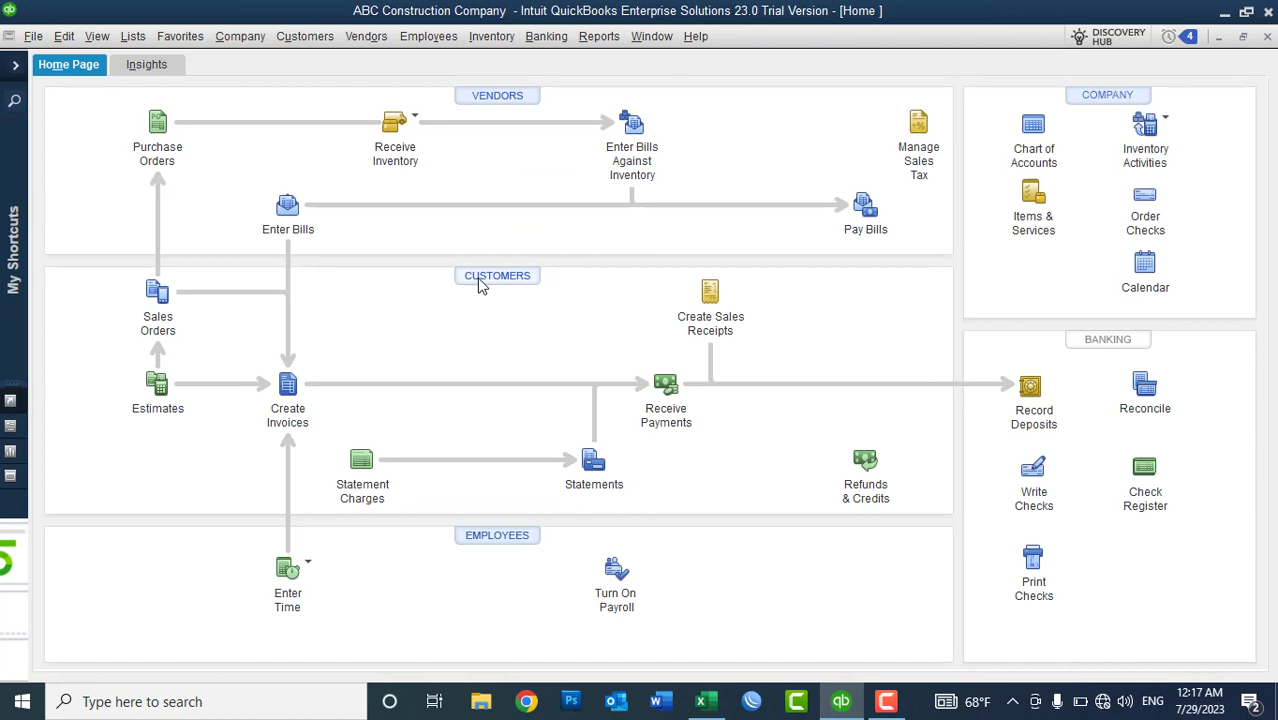 ABC Construction Company - Intuit QuickBooks Enterprise Solutions 23.0 Trial Version - [Home ]
File Edit View Lists Favorites Company Customers Vendors Employees Inventory Banking Reports Window Help
DISCOVERY
HUB
4
Home Page Insights
My Shortcuts
VENDORS
Purchase
Orders
Receive
Inventory
Enter Bills
Against
Inventory
Manage
Sales
Tax
Enter Bills
Pay Bills
CUSTOMERS
Sales
Orders
Create Sales
Receipts
Estimates
Create
Invoices
Receive
Payments
Statement
Charges
Statements
Refunds
& Credits
EMPLOYEES
Enter
Time
Turn On
Payroll
COMPANY
Chart of
Accounts
Inventory
Activities
Items &
Services
Order
Checks
Calendar
BANKING
Record
Deposits
Reconcile
Write
Checks
Check
Register
Print
Checks
Type here to search
68°F
ENG
12:17 AM
7/29/2023
2